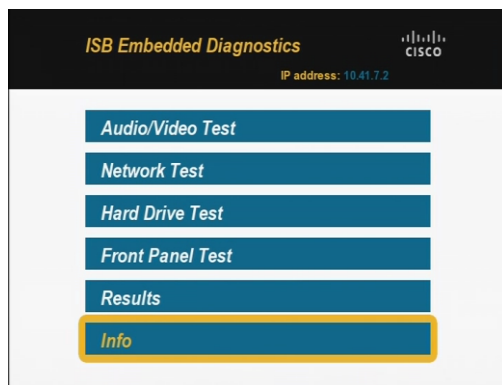 ISB Embedded Diagnostics
CISCO
IP address: 10.41.7.2
Audio/Video Test
Network Test
Hard Drive Test
Front Panel Test
Results
Info